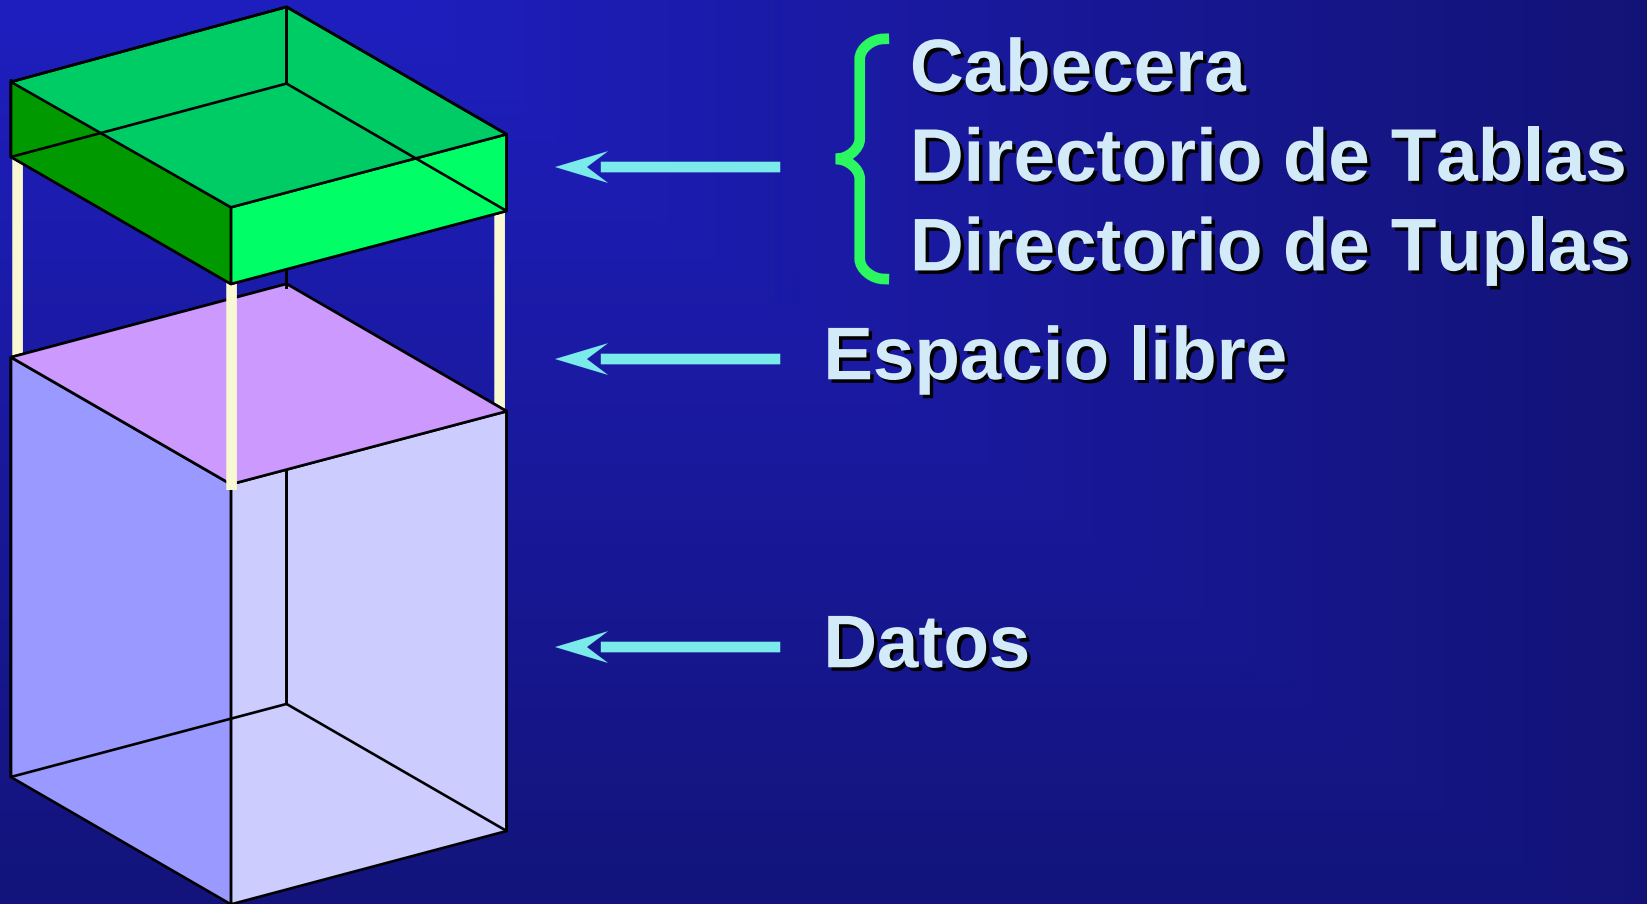 Cabecera
Directorio de Tablas
Directorio de Tuplas
Espacio libre
Datos